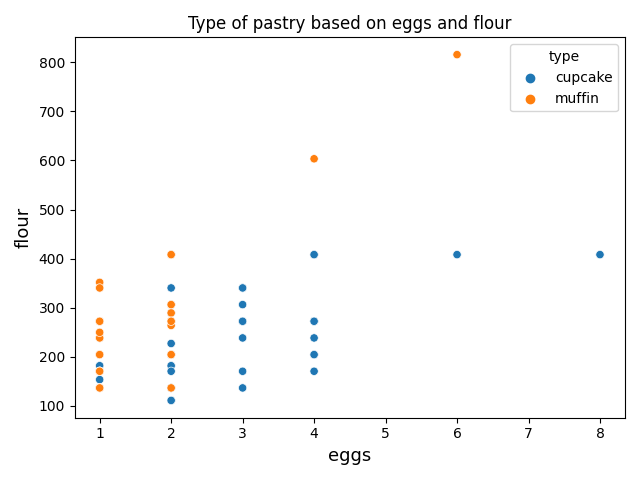 Type of pastry based on eggs and flour
type
cupcake
muffin
800
700
600
500
400
300
200
100
flour
1 2 3 4 5 6 7 8
eggs